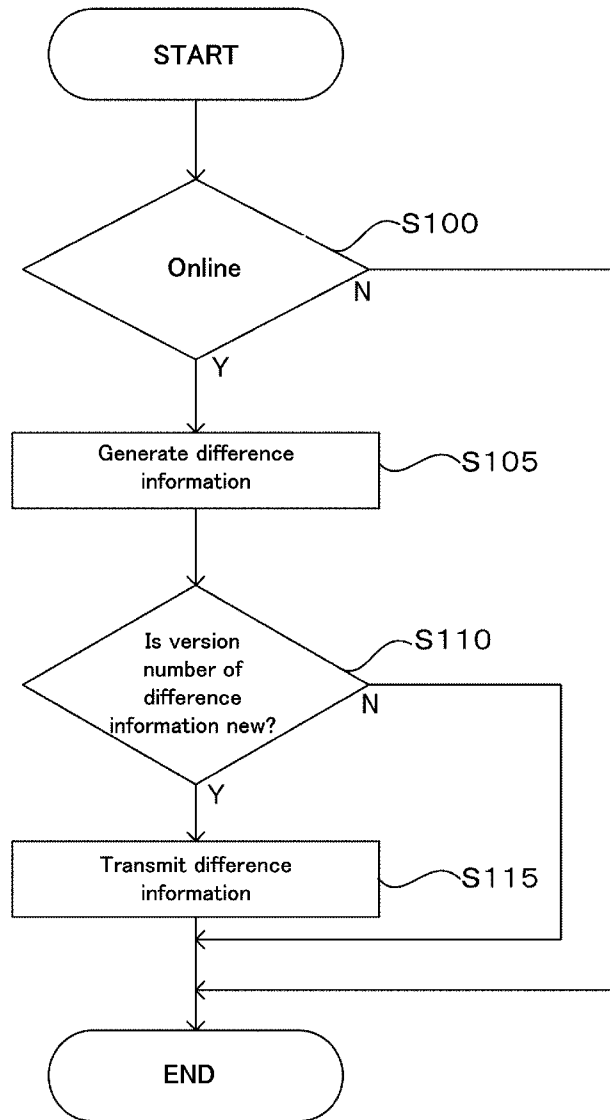 START
S100
Online
N
Y
Generate difference
information
S105
Is version
number of
difference
information new?
S110
N
Y
Transmit difference
information
S115
END